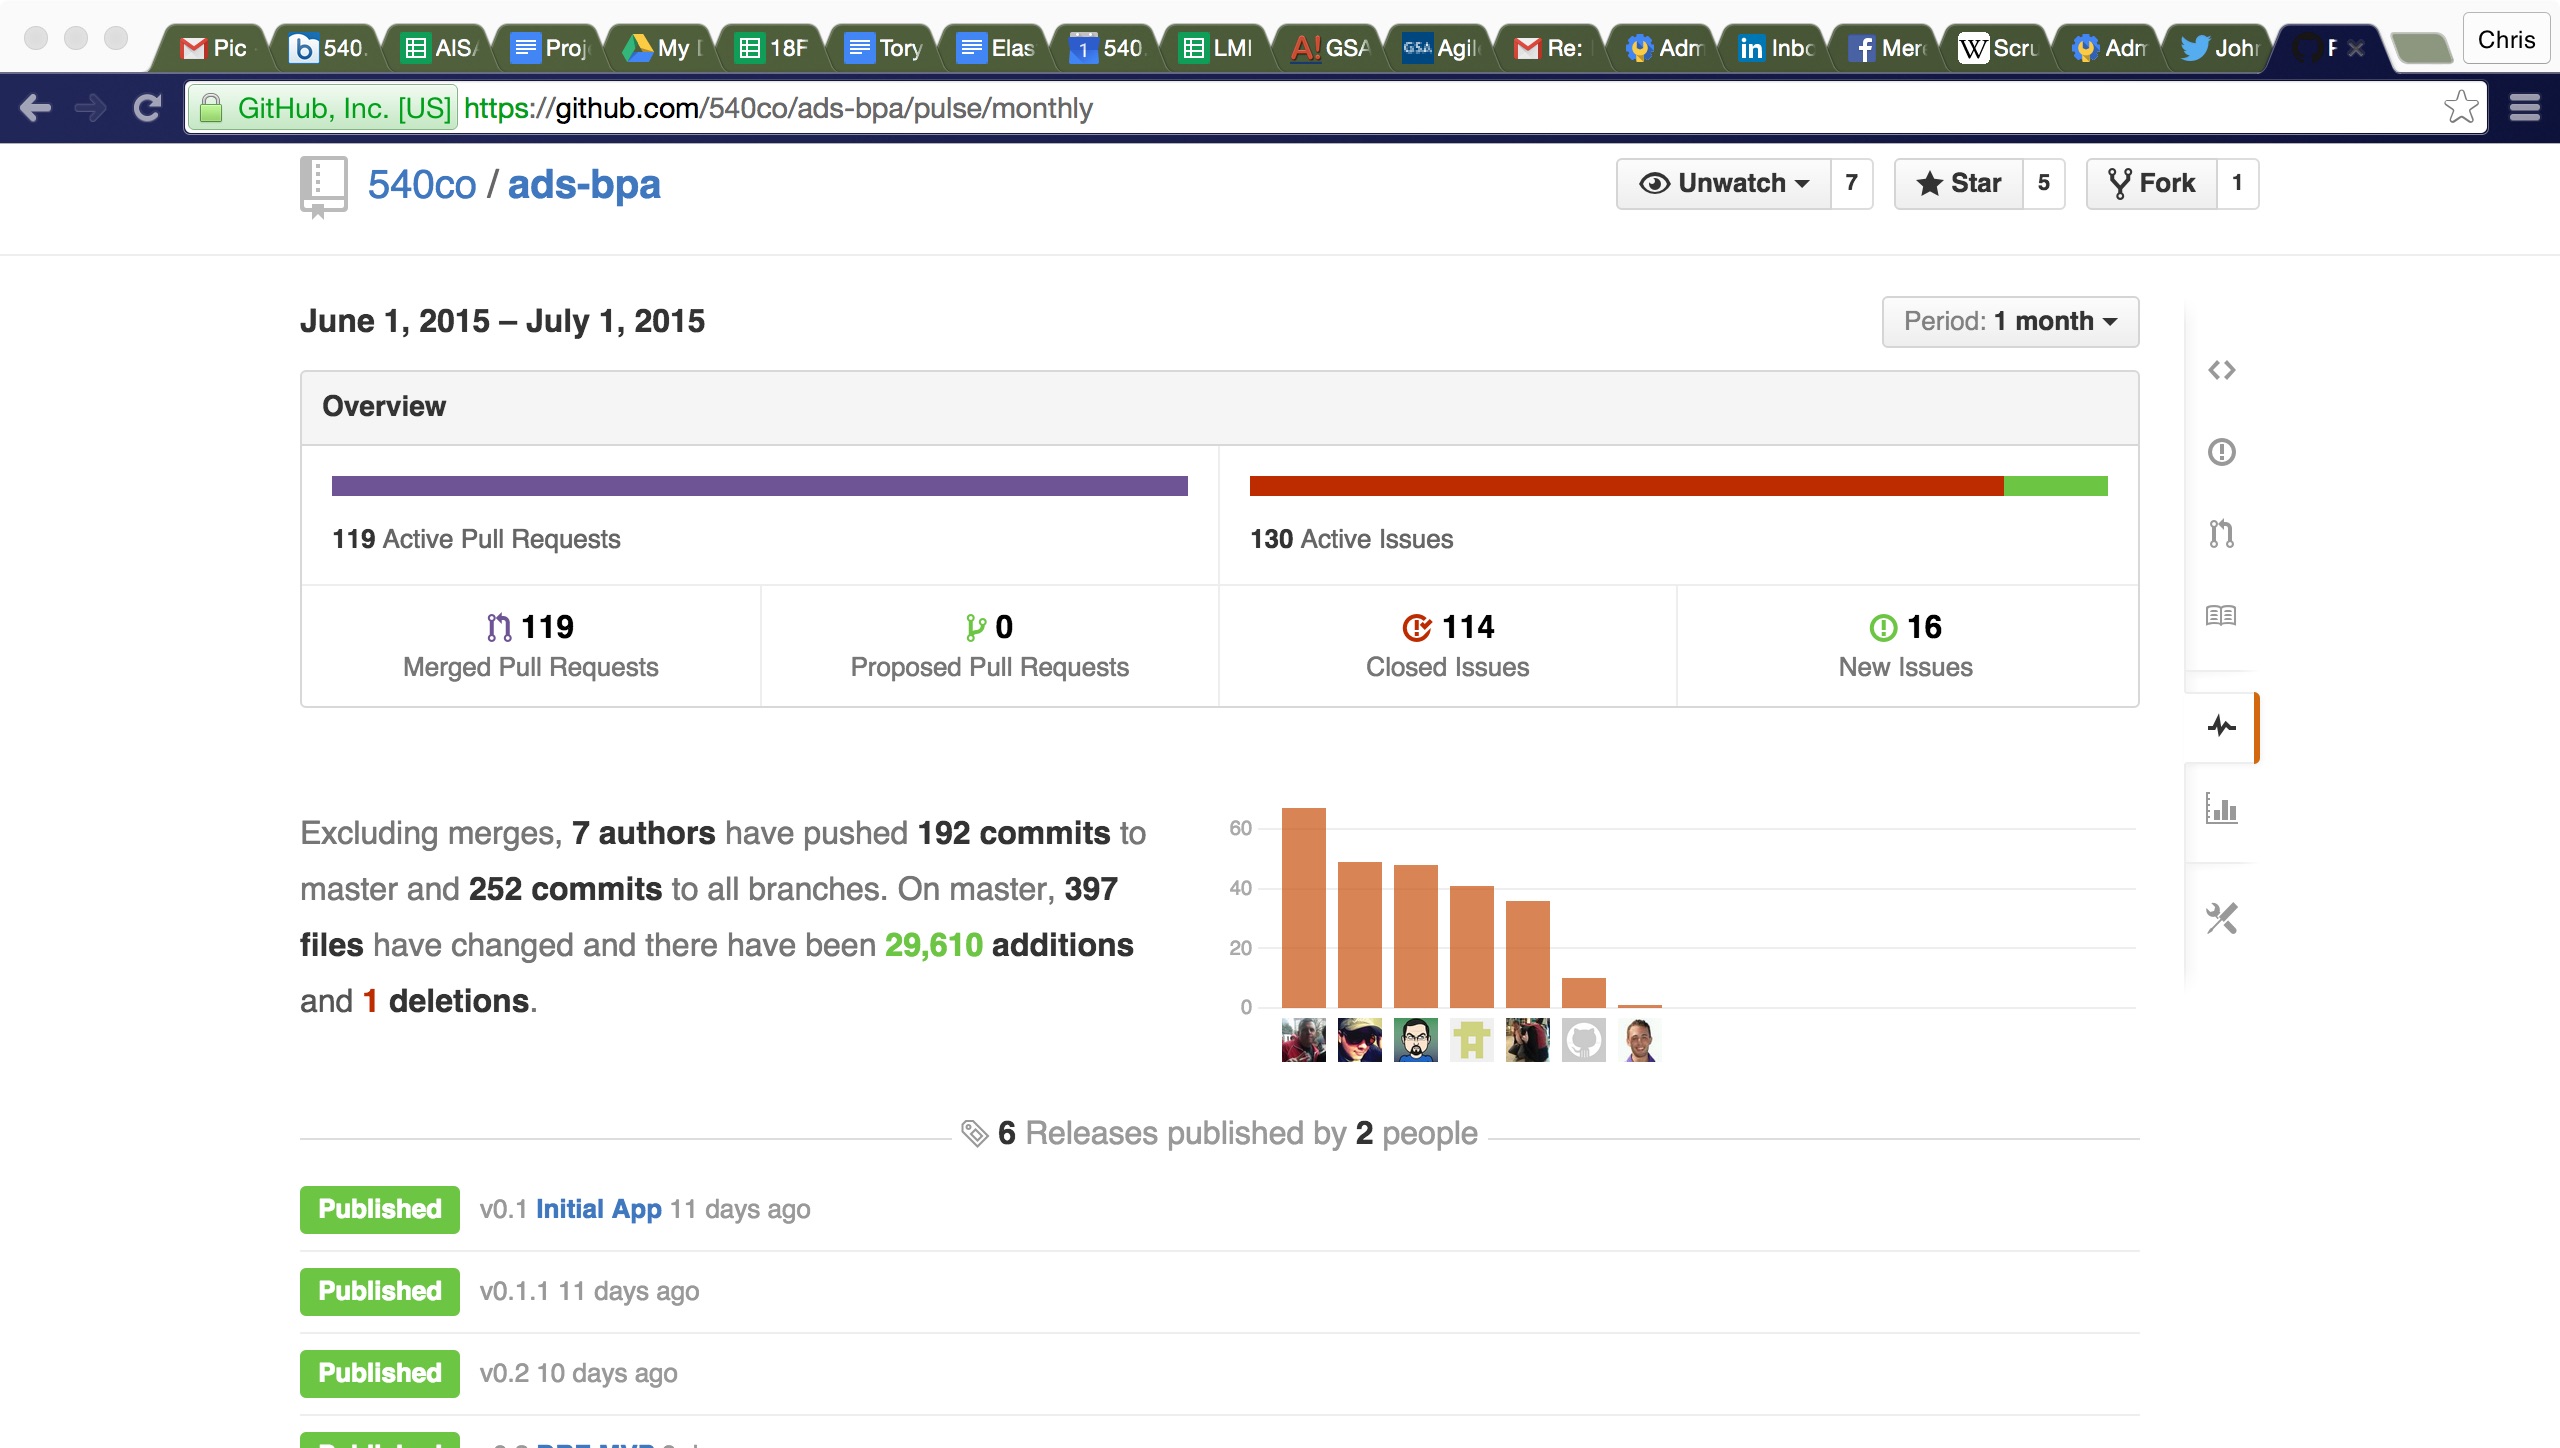 Pic
540.
AIS
Proj
My
18F
Tory
Elas
1
540.
LMI
A! GSA
GSA Agil
Re:
Adm
in Inbc
f Mer
W Scru
Adm
John
Chris
GitHub, Inc. [US] https://github.com/540co/ads-bpa/pulse/monthly
540co / ads-bpa
Unwatch 7
Star 5
Fork 1
June 1, 2015 – July 1, 2015
Period: 1 month
Overview
119 Active Pull Requests
130 Active Issues
119
Merged Pull Requests
0
Proposed Pull Requests
114
Closed Issues
16
New Issues
Excluding merges, 7 authors have pushed 192 commits to
master and 252 commits to all branches. On master, 397
files have changed and there have been 29,610 additions
and 1 deletions.
60
40
20
0
6 Releases published by 2 people
Published v0.1 Initial App 11 days ago
Published v0.1.1 11 days ago
Published v0.2 10 days ago
Published